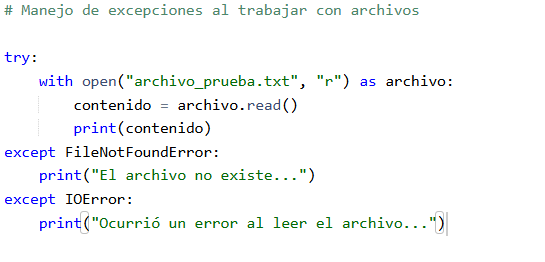 # Manejo de excepciones al trabajar con archivos
try:
    with open("archivo_prueba.txt", "r") as archivo:
        contenido = archivo.read()
        print(contenido)
except FileNotFoundError:
    print("El archivo no existe...")
except IOError:
    print("Ocurrió un error al leer el archivo...")